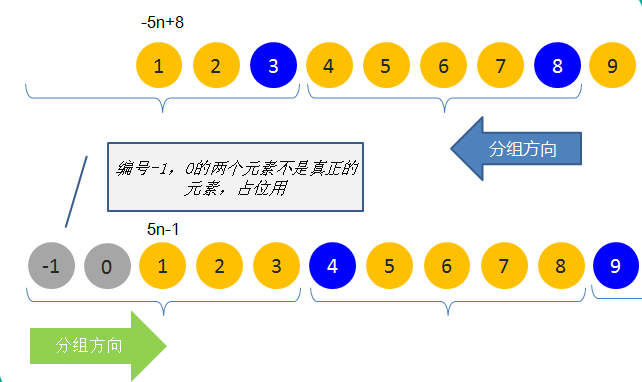 -5n+8
1 2 3 4 5 6 7 8 9
分组方向
编号-1，0的两个元素不是真正的
元素，占位用
5n-1
-1 0 1 2 3 4 5 6 7 8 9
分组方向